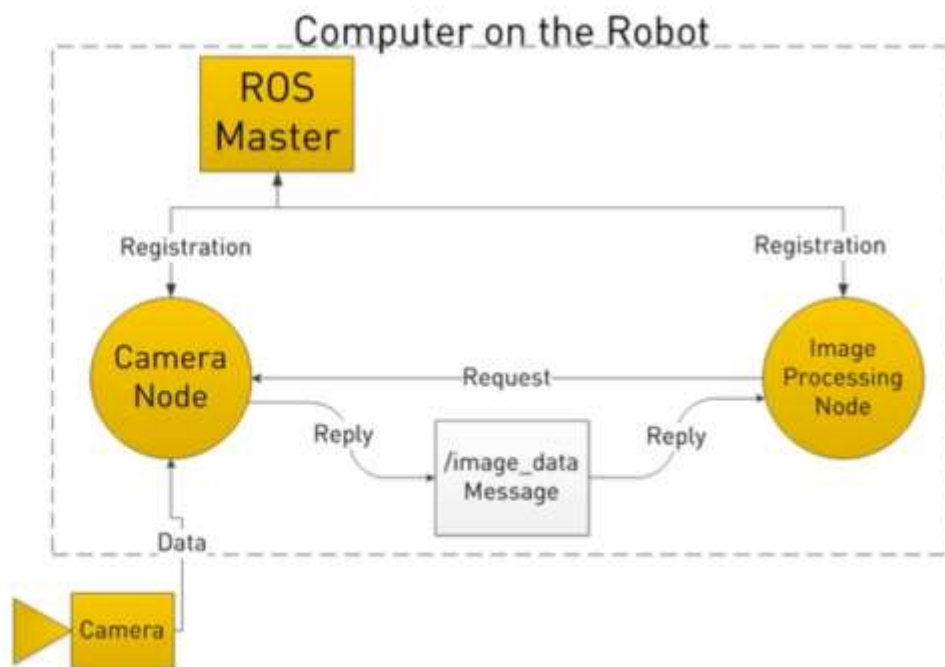 Computer on the Robot
ROS
Master
Registration
Registration
Camera
Node
Request
Image
Processing
Node
Reply
/image_data
Message
Reply
Data
Camera